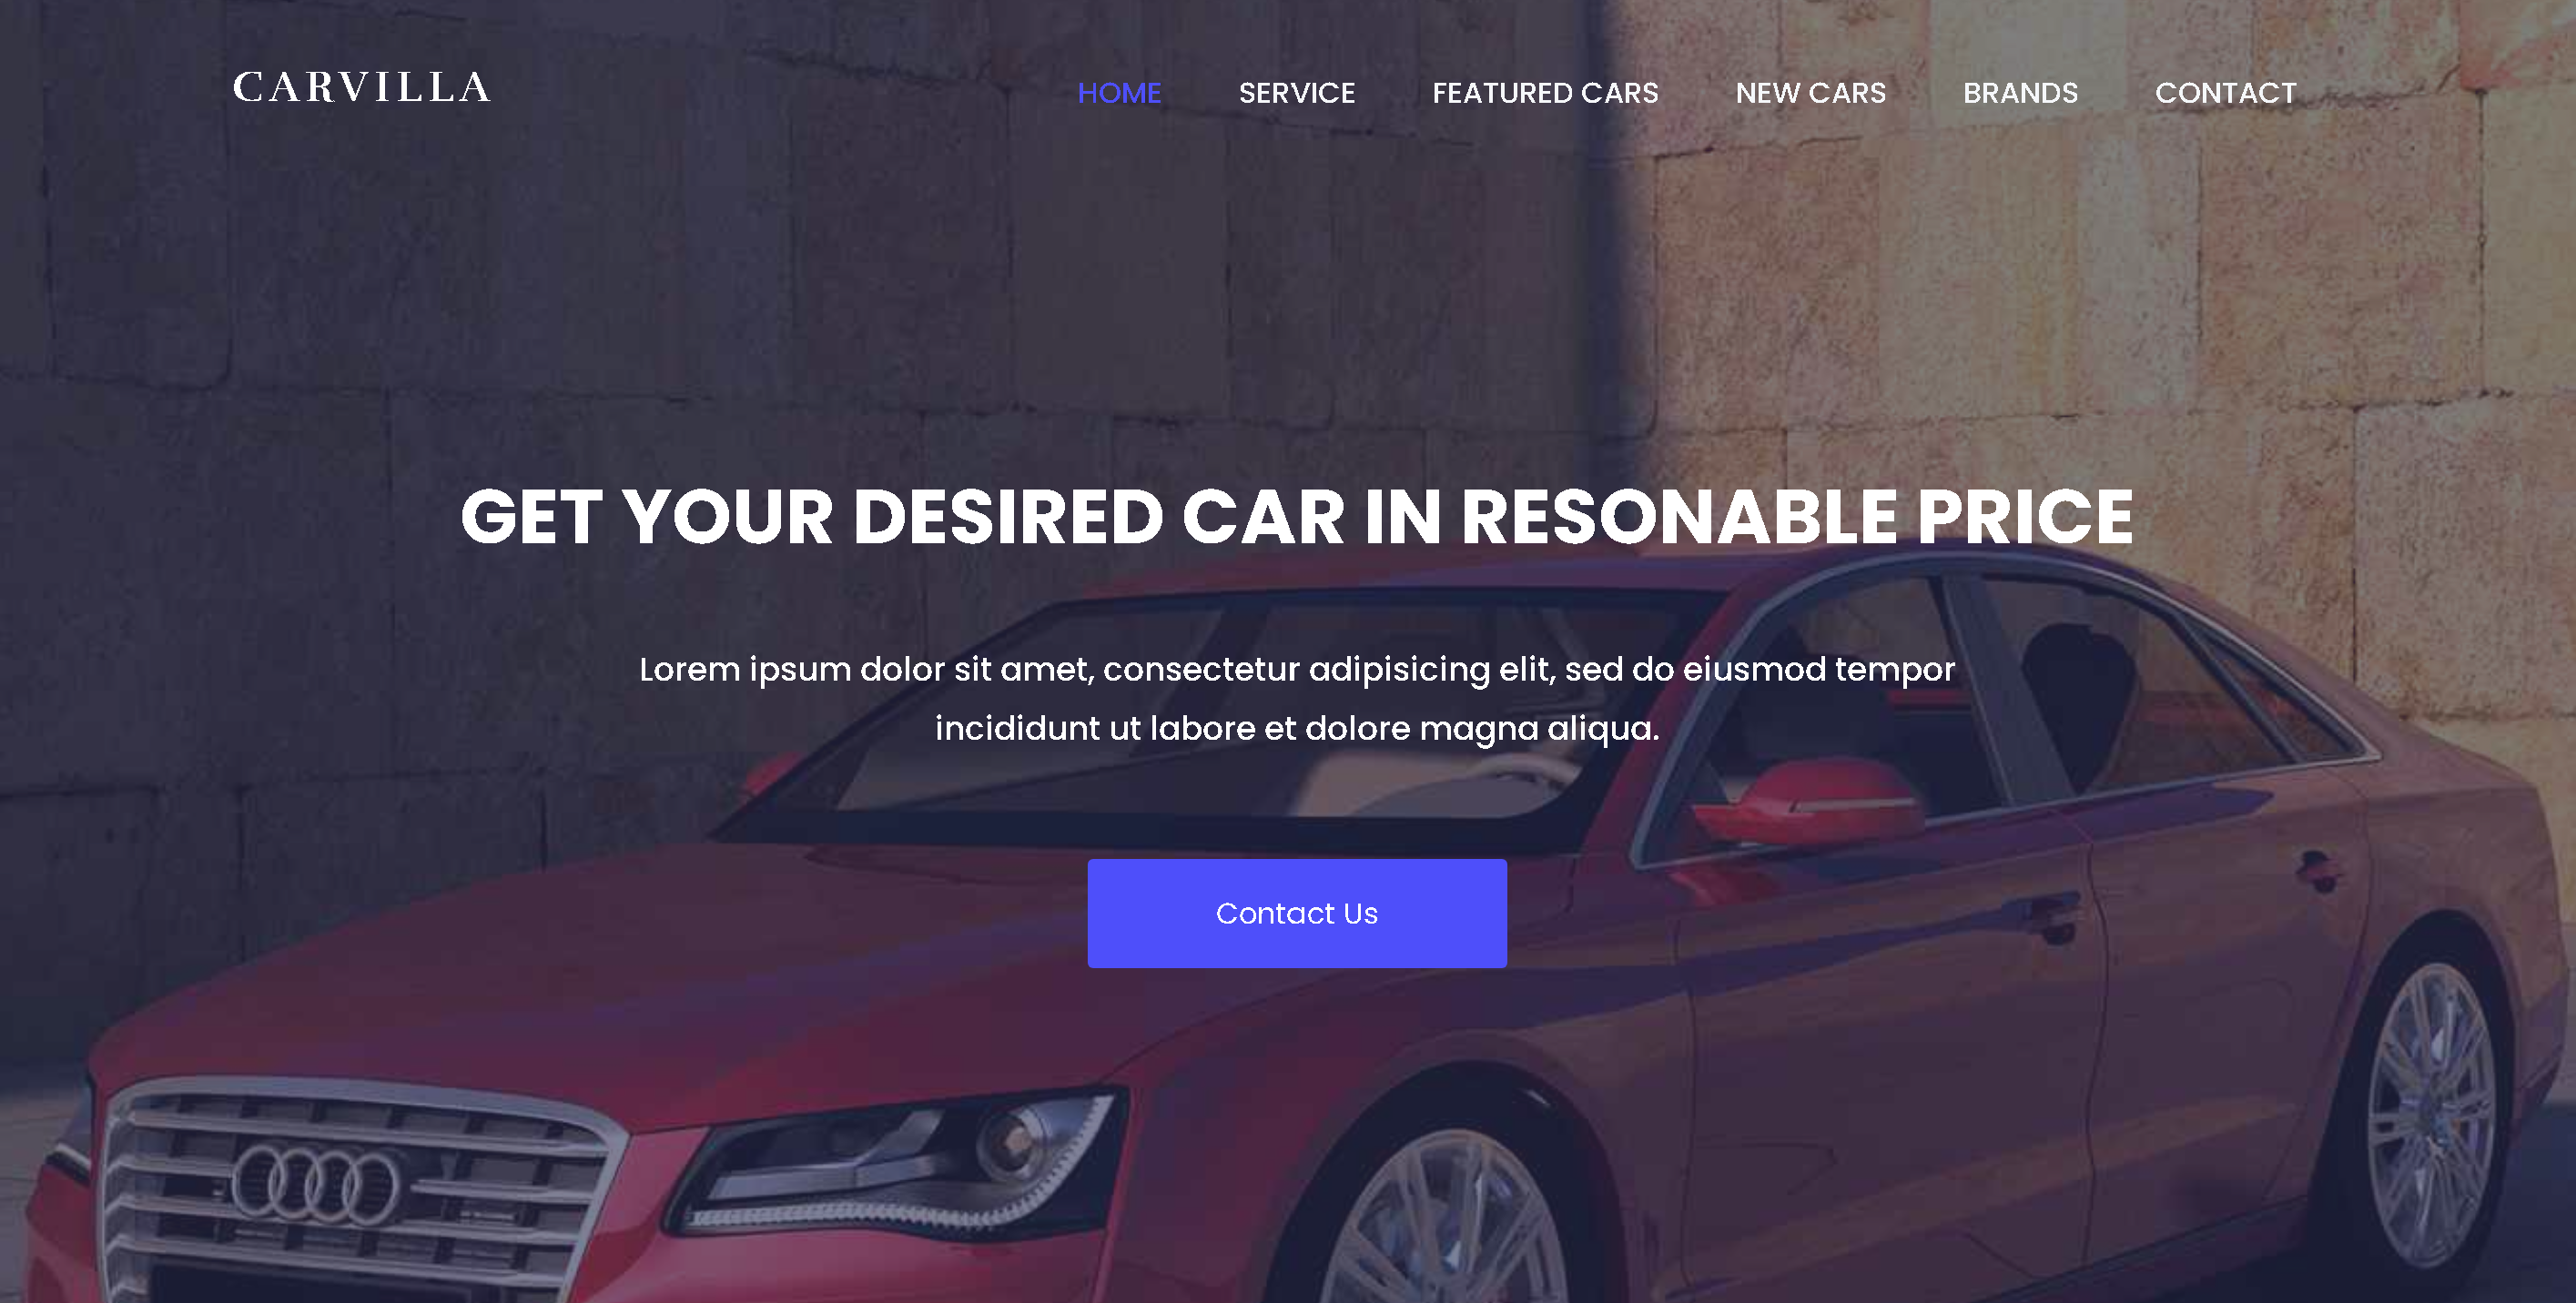 CARVILLA
HOME SERVICE FEATURED CARS NEW CARS BRANDS CONTACT
GET YOUR DESIRED CAR IN RESONABLE PRICE
Lorem ipsum dolor sit amet, consectetur adipisicing elit, sed do eiusmod tempor
incididunt ut labore et dolore magna aliqua.
Contact Us